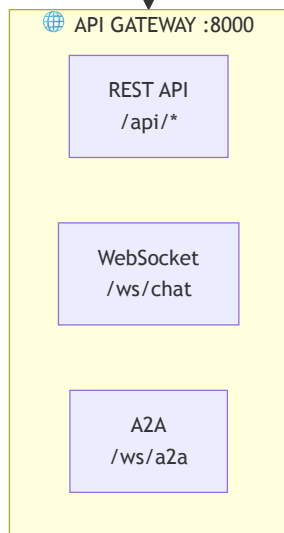 🌐 API GATEWAY :8000
REST API
/api/*
WebSocket
/ws/chat
A2A
/ws/a2a